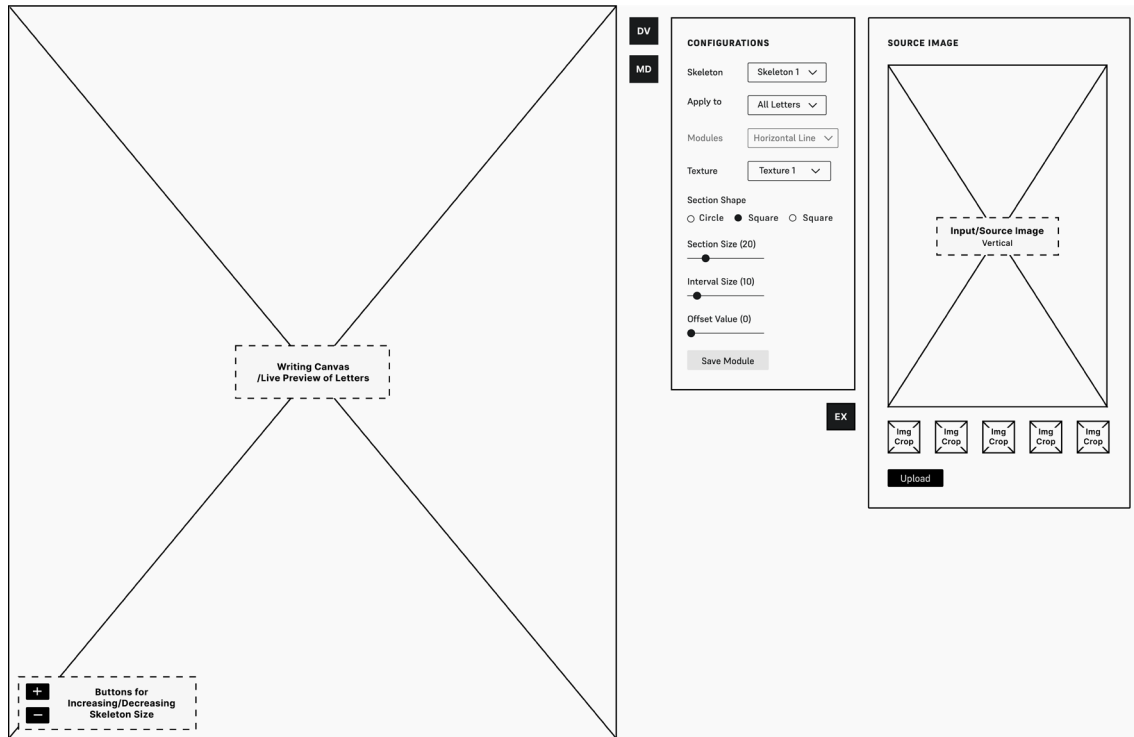 Writing Canvas
/Live Preview of Letters
+
−
Buttons for
Increasing/Decreasing
Skeleton Size
DV
MD
CONFIGURATIONS
Skeleton Skeleton 1
Apply to All Letters
Modules Horizontal Line
Texture Texture 1
Section Shape
Circle Square Square
Section Size (20)
Interval Size (10)
Offset Value (0)
Save Module
EX
SOURCE IMAGE
Input/Source Image
Vertical
Img Img Img Img Img
Crop Crop Crop Crop Crop
Upload